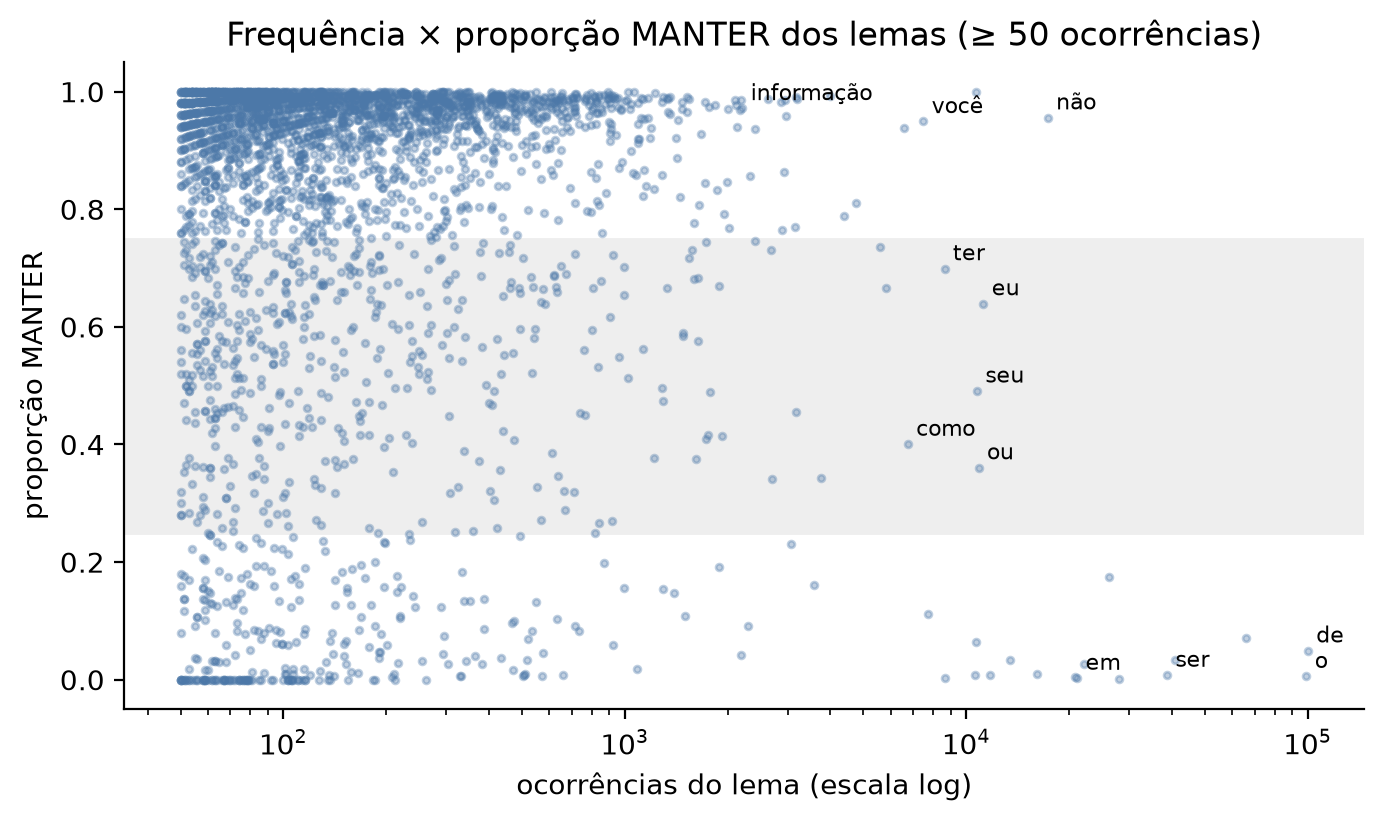 Frequência × proporção MANTER dos lemas (≥ 50 ocorrências)
proporção MANTER
1.0
0.8
0.6
0.4
0.2
0.0
informação
você
não
ter
eu
seu
como
ou
de
o
em
ser
10²
10³
10⁴
10⁵
ocorrências do lema (escala log)